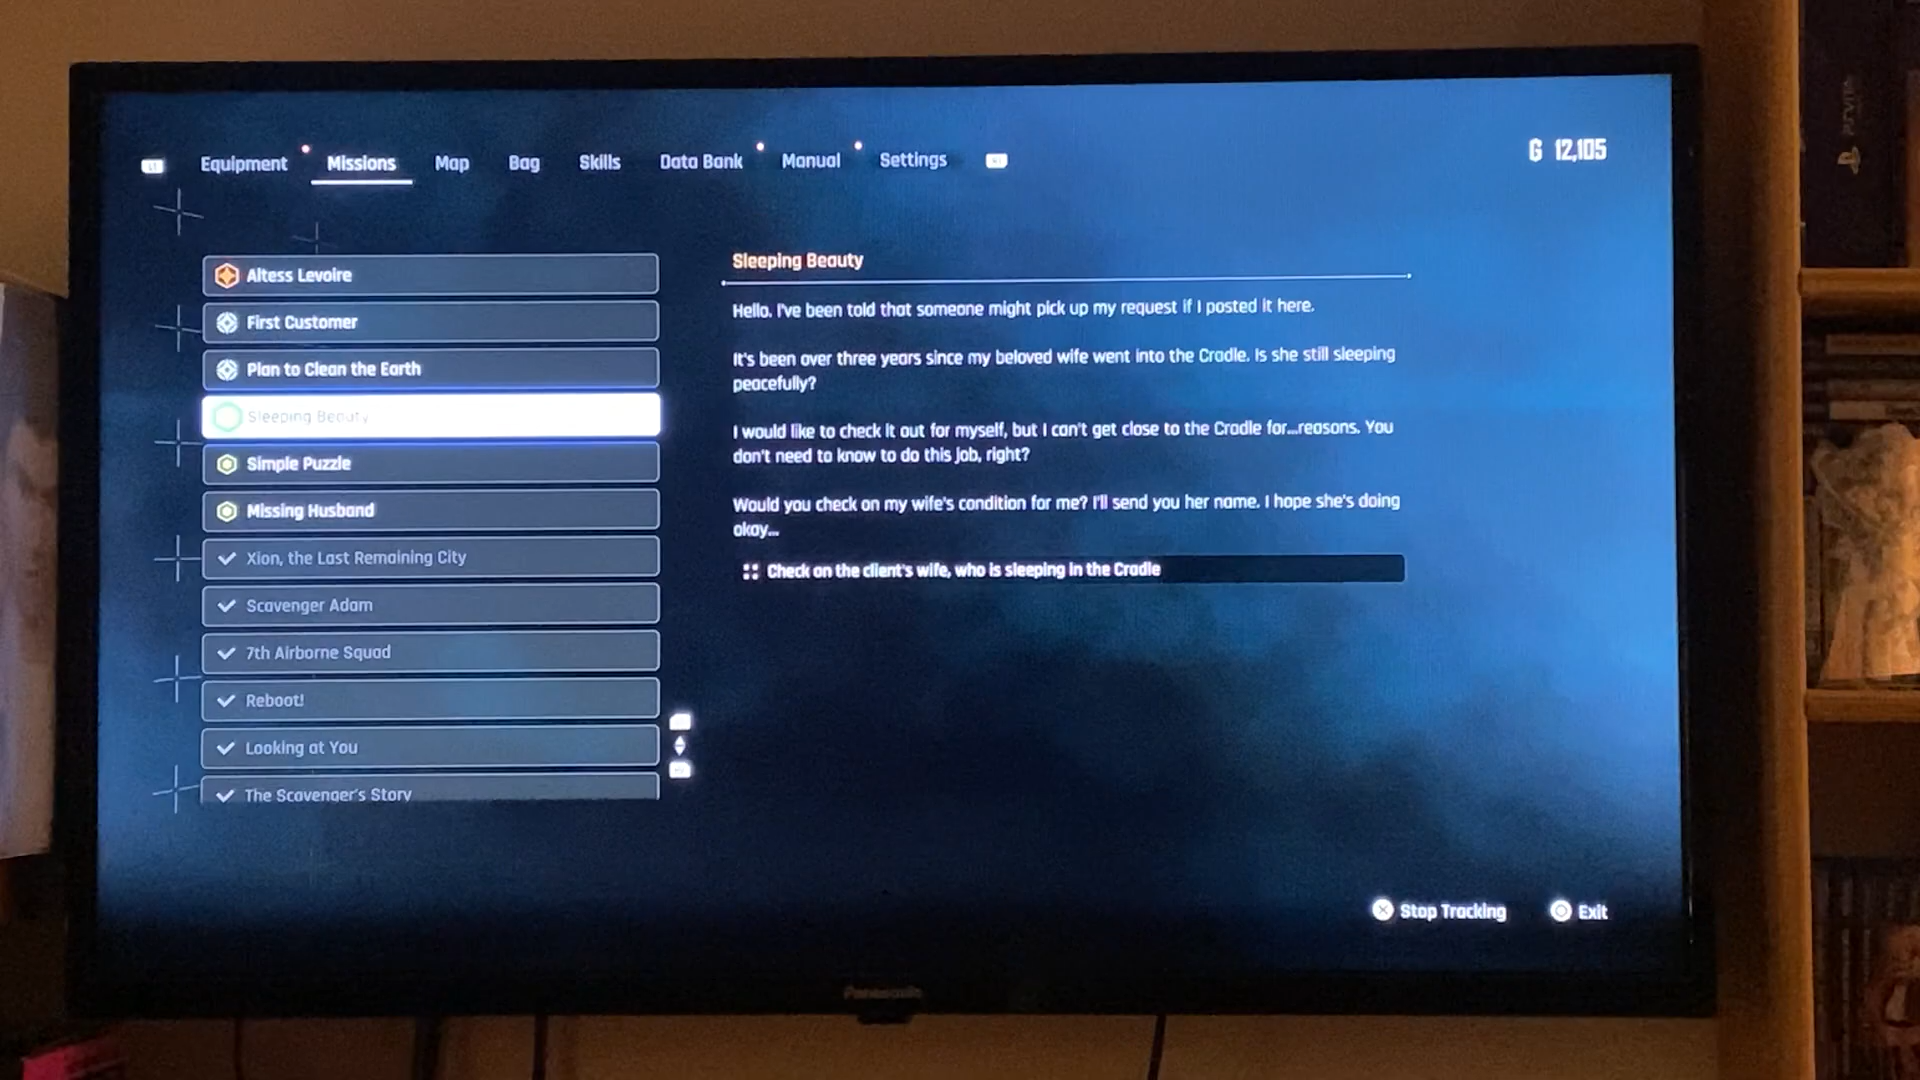 Equipment Missions Map Bag Skills Data Bank Manual Settings
G 12,105
Altess Levoire
First Customer
Plan to Clean the Earth
Sleeping Beauty
Simple Puzzle
Missing Husband
Xion, the Last Remaining City
Scavenger Adam
7th Airborne Squad
Reboot!
Looking at You
The Scavenger's Story
Sleeping Beauty
Hello. I've been told that someone might pick up my request if I posted it here.
It's been over three years since my beloved wife went into the Cradle. Is she still sleeping
peacefully?
I would like to check it out for myself, but I can't get close to the Cradle for...reasons. You
don't need to know to do this job, right?
Would you check on my wife's condition for me? I'll send you her name. I hope she's doing
okay...
Check on the client's wife, who is sleeping in the Cradle
Stop Tracking Exit
Panasonic
PSVITA